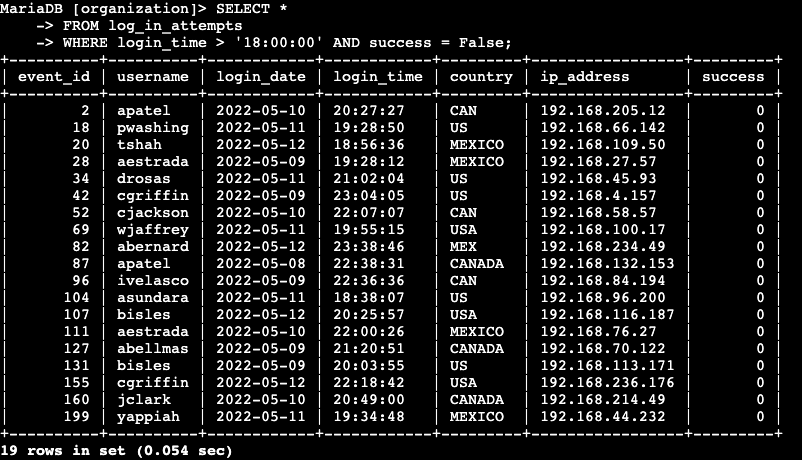 MariaDB [organization]> SELECT *
    -> FROM log_in_attempts
    -> WHERE login_time > '18:00:00' AND success = False;
+----------+----------+------------+------------+---------+-----------------+---------+
| event_id | username | login_date | login_time | country | ip_address      | success |
+----------+----------+------------+------------+---------+-----------------+---------+
|        2 | apatel   | 2022-05-10 | 20:27:27   | CAN     | 192.168.205.12  |       0 |
|       18 | pwashing | 2022-05-11 | 19:28:50   | US      | 192.168.66.142  |       0 |
|       20 | tshah    | 2022-05-12 | 18:56:36   | MEXICO  | 192.168.109.50  |       0 |
|       28 | aestrada | 2022-05-09 | 19:28:12   | MEXICO  | 192.168.27.57   |       0 |
|       34 | drosas   | 2022-05-11 | 21:02:04   | US      | 192.168.45.93   |       0 |
|       42 | cgriffin | 2022-05-09 | 23:04:05   | US      | 192.168.4.157   |       0 |
|       52 | cjackson | 2022-05-10 | 22:07:07   | CAN     | 192.168.58.57   |       0 |
|       69 | wjaffrey | 2022-05-11 | 19:55:15   | USA     | 192.168.100.17  |       0 |
|       82 | abernard | 2022-05-12 | 23:38:46   | MEX     | 192.168.234.49  |       0 |
|       87 | apatel   | 2022-05-08 | 22:38:31   | CANADA  | 192.168.132.153 |       0 |
|       96 | ivelasco | 2022-05-09 | 22:36:36   | CAN     | 192.168.84.194  |       0 |
|      104 | asundara | 2022-05-11 | 18:38:07   | US      | 192.168.96.200  |       0 |
|      107 | bisles   | 2022-05-12 | 20:25:57   | USA     | 192.168.116.187 |       0 |
|      111 | aestrada | 2022-05-10 | 22:00:26   | MEXICO  | 192.168.76.27   |       0 |
|      127 | abellmas | 2022-05-09 | 21:20:51   | CANADA  | 192.168.70.122  |       0 |
|      131 | bisles   | 2022-05-09 | 20:03:55   | US      | 192.168.113.171 |       0 |
|      155 | cgriffin | 2022-05-12 | 22:18:42   | USA     | 192.168.236.176 |       0 |
|      160 | jclark   | 2022-05-10 | 20:49:00   | CANADA  | 192.168.214.49  |       0 |
|      199 | yappiah  | 2022-05-11 | 19:34:48   | MEXICO  | 192.168.44.232  |       0 |
+----------+----------+------------+------------+---------+-----------------+---------+
19 rows in set (0.054 sec)